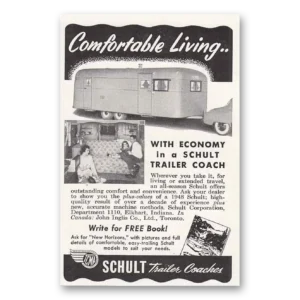 Comfortable Living..
WITH ECONOMY
in a SCHULT
TRAILER COACH
Wherever you take it, for
living or extended travel,
an all-season Schult offers
outstanding comfort and convenience. Ask your dealer
to show you the plus-values of a 1948 Schult; high-
quality result of over a decade of experience plus
new, accurate machine methods. Schult Corporation,
Department 1110, Elkhart, Indiana. In
Canada: John Inglis Co., Ltd., Toronto.
Write for FREE Book!
Ask for "New Horizons," with pictures and full
details of comfortable, easy-trailing Schult
models to suit your needs.
SCHULT Trailer Coaches